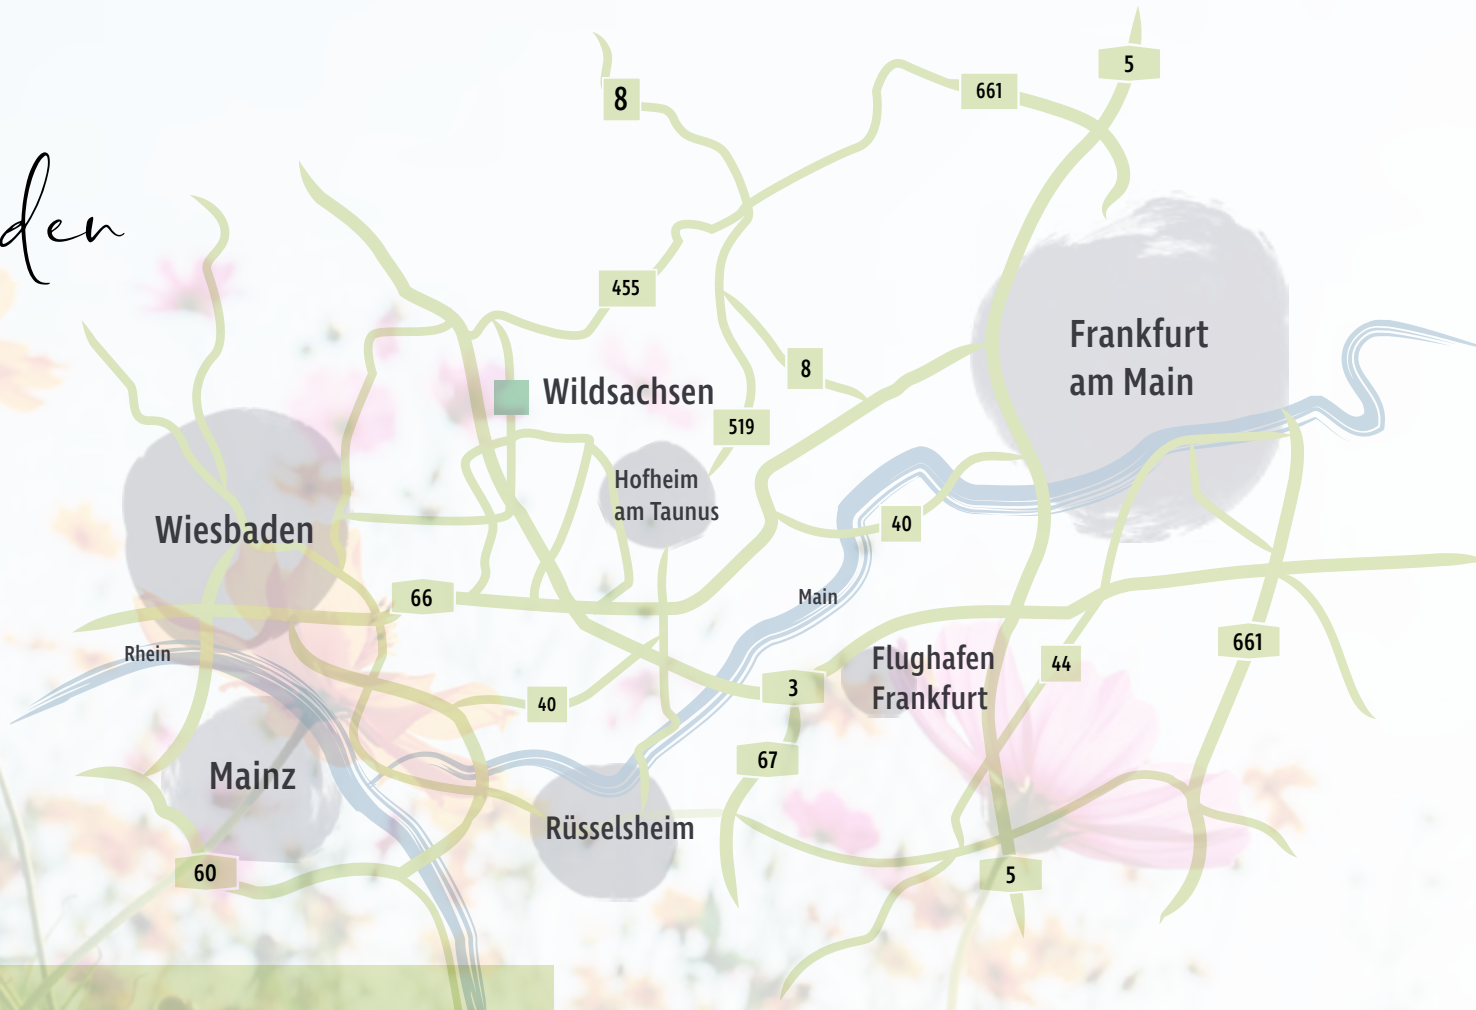 5
661
8
den
455
Frankfurt
am Main
8
Wildsachsen
519
Hofheim
am Taunus
Wiesbaden
40
66
Main
661
Rhein
Flughafen
Frankfurt
44
3
40
67
Mainz
Rüsselsheim
60
5